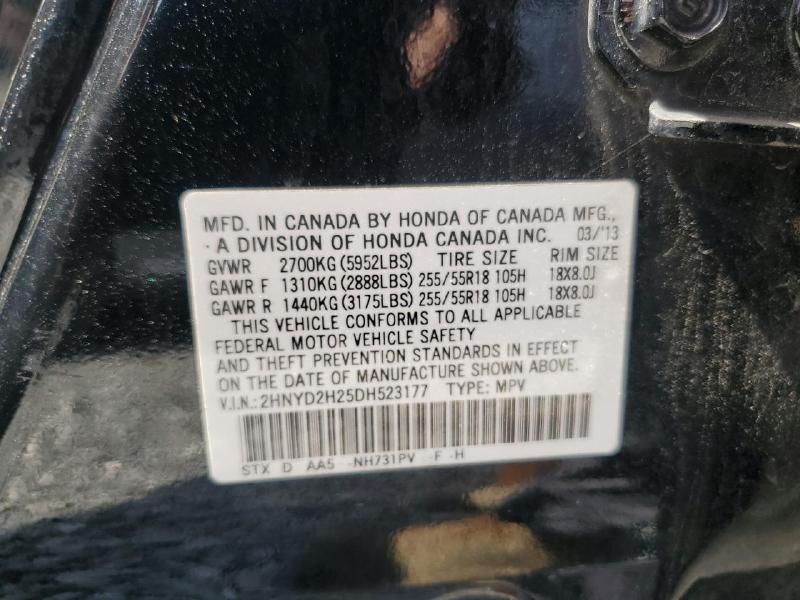 MFD. IN CANADA BY HONDA OF CANADA MFG.,
A DIVISION OF HONDA CANADA INC. 03/'13
GVWR 2700KG (5952LBS) TIRE SIZE RIM SIZE
GAWR F 1310KG (2888LBS) 255/55R18 105H 18X8.0J
GAWR R 1440KG (3175LBS) 255/55R18 105H 18X8.0J
THIS VEHICLE CONFORMS TO ALL APPLICABLE
FEDERAL MOTOR VEHICLE SAFETY
AND THEFT PREVENTION STANDARDS IN EFFECT
ON THE DATE OF MANUFACTURE SHOWN ABOVE.
V.I.N.: 2HNYD2H25DH523177 TYPE: MPV
STX D AA5 -NH731PV -F -H